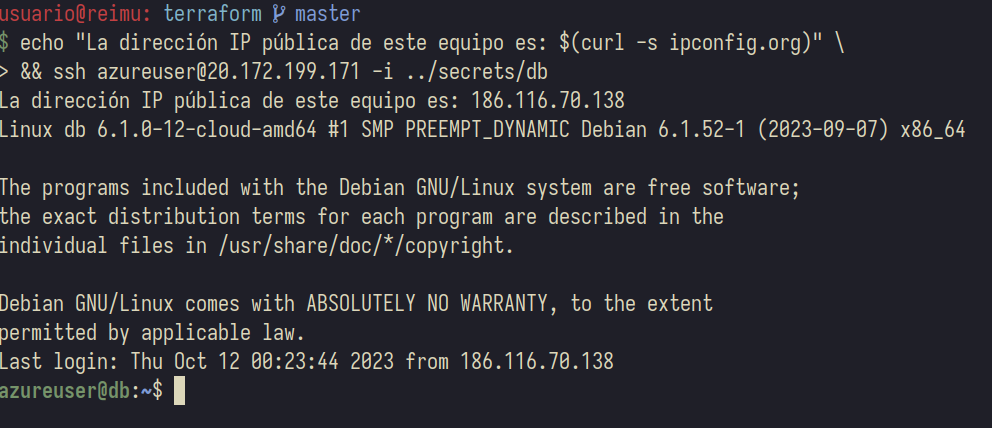 usuario@reimu: terraform master
$ echo "La dirección IP pública de este equipo es: $(curl -s ipconfig.org)" \
> && ssh azureuser@20.172.199.171 -i ../secrets/db
La dirección IP pública de este equipo es: 186.116.70.138
Linux db 6.1.0-12-cloud-amd64 #1 SMP PREEMPT_DYNAMIC Debian 6.1.52-1 (2023-09-07) x86_64
The programs included with the Debian GNU/Linux system are free software;
the exact distribution terms for each program are described in the
individual files in /usr/share/doc/*/copyright.
Debian GNU/Linux comes with ABSOLUTELY NO WARRANTY, to the extent
permitted by applicable law.
Last login: Thu Oct 12 00:23:44 2023 from 186.116.70.138
azureuser@db:~$